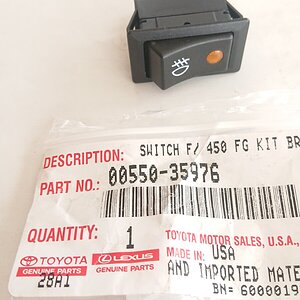 DESCRIPTION: SWITCH F/ 450 FG KIT BR
PART NO.: 00550-35976
QUANTITY: 1
TOYOTA MOTOR SALES, U.S.A.,
MADE IN: USA
TOYOTA LEXUS
GENUINE PARTS GENUINE PARTS
AND IMPORTED MATE
28A1
BN= 6000019